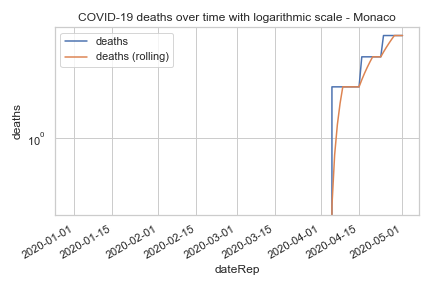 COVID-19 deaths over time with logarithmic scale - Monaco
deaths
deaths (rolling)
deaths
10^0
2020-01-01
2020-01-15
2020-02-01
2020-02-15
2020-03-01
2020-03-15
2020-04-01
2020-04-15
2020-05-01
dateRep